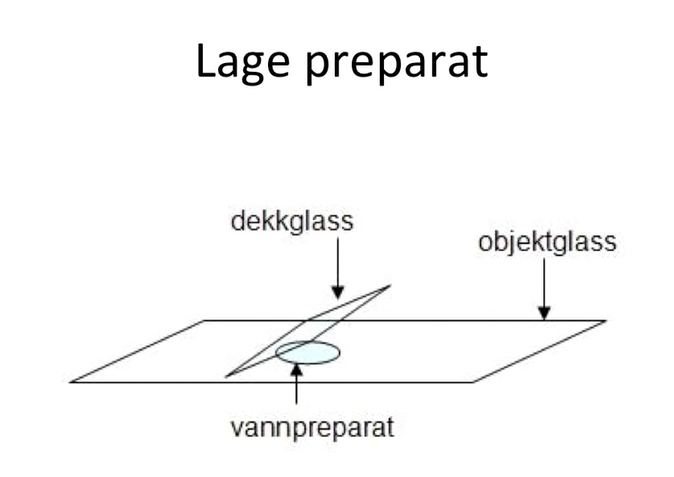 Lage preparat
dekkglass
objektglass
vannpreparat